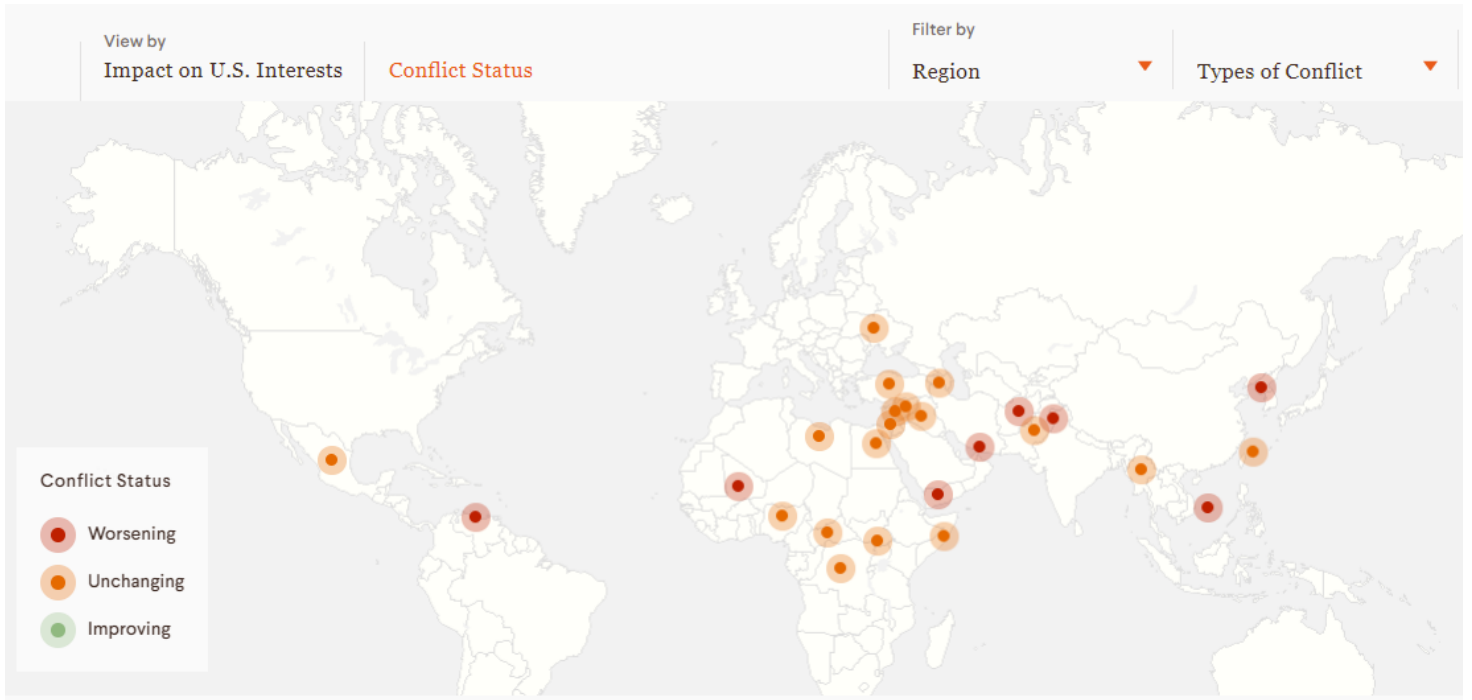 View by
Impact on U.S. Interests
Conflict Status
Filter by
Region
Types of Conflict
Conflict Status
Worsening
Unchanging
Improving